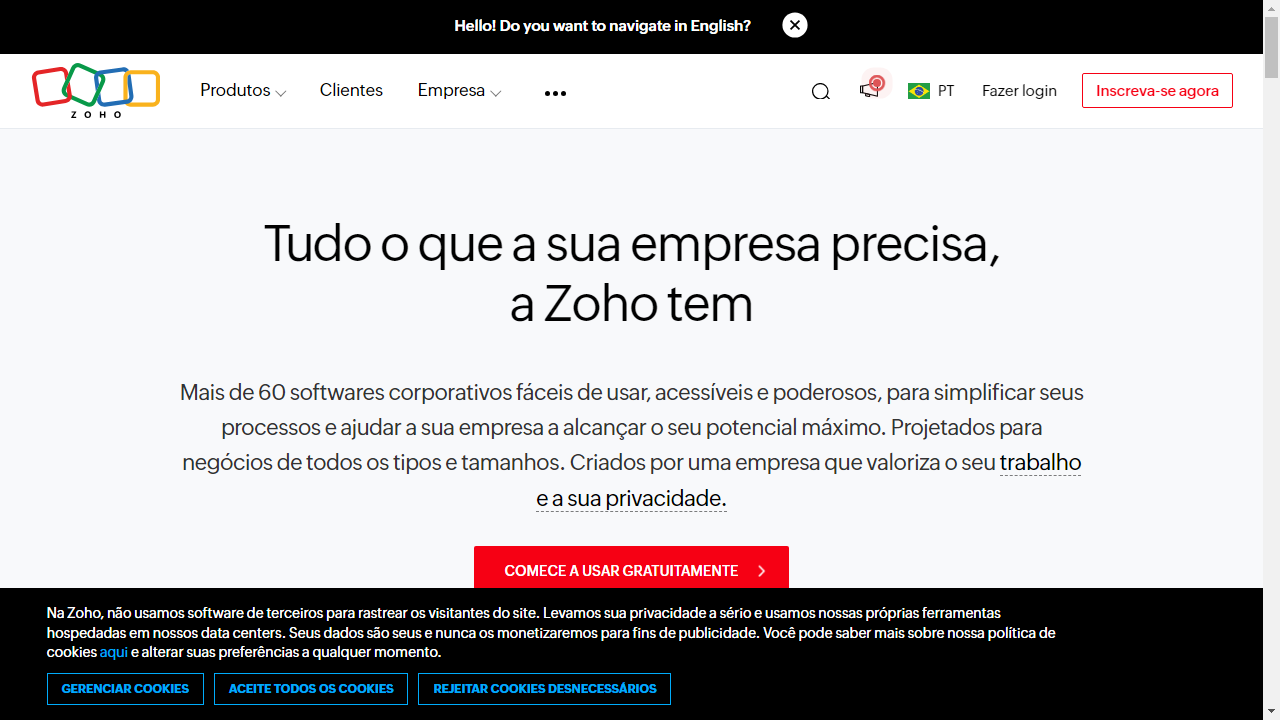 Hello! Do you want to navigate in English?
ZOHO
Produtos
Clientes
Empresa
PT
Fazer login
Inscreva-se agora
Tudo o que a sua empresa precisa,
a Zoho tem
Mais de 60 softwares corporativos fáceis de usar, acessíveis e poderosos, para simplificar seus
processos e ajudar a sua empresa a alcançar o seu potencial máximo. Projetados para
negócios de todos os tipos e tamanhos. Criados por uma empresa que valoriza o seu trabalho
e a sua privacidade.
COMECE A USAR GRATUITAMENTE
Na Zoho, não usamos software de terceiros para rastrear os visitantes do site. Levamos sua privacidade a sério e usamos nossas próprias ferramentas
hospedadas em nossos data centers. Seus dados são seus e nunca os monetizaremos para fins de publicidade. Você pode saber mais sobre nossa política de
cookies aqui e alterar suas preferências a qualquer momento.
GERENCIAR COOKIES
ACEITE TODOS OS COOKIES
REJEITAR COOKIES DESNECESSÁRIOS